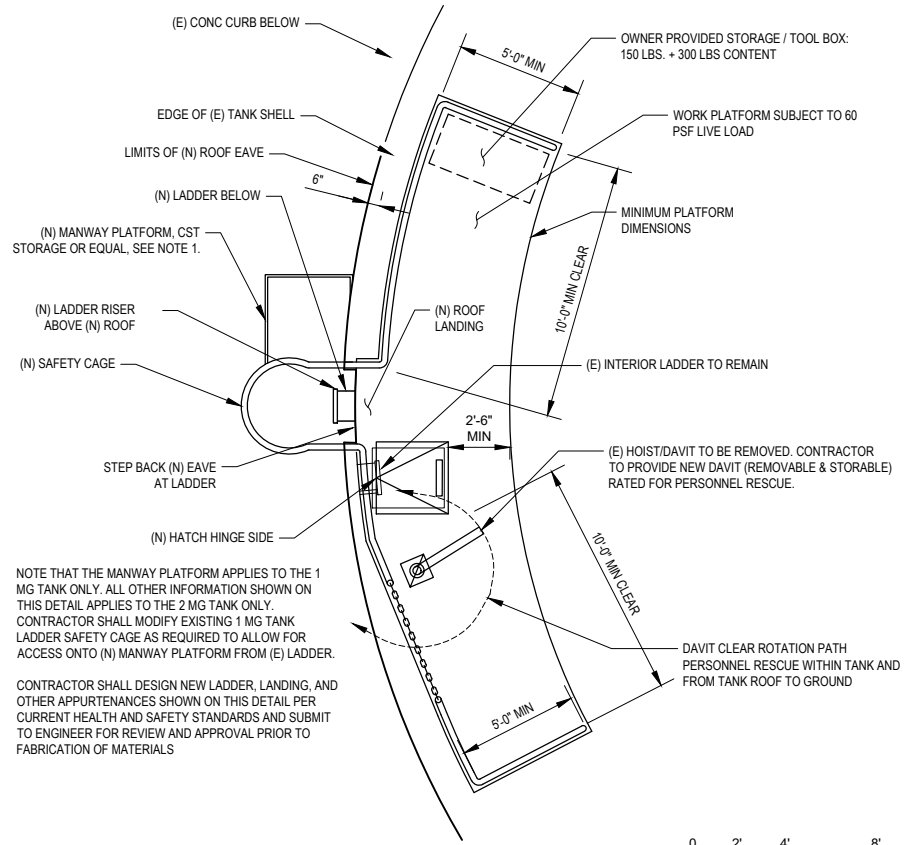 (E) CONC CURB BELOW
EDGE OF (E) TANK SHELL
LIMITS OF (N) ROOF EAVE
6"
(N) LADDER BELOW
(N) MANWAY PLATFORM, CST
STORAGE OR EQUAL, SEE NOTE 1.
(N) LADDER RISER
ABOVE (N) ROOF
(N) SAFETY CAGE
STEP BACK (N) EAVE
AT LADDER
(N) HATCH HINGE SIDE
5'-0" MIN
OWNER PROVIDED STORAGE / TOOL BOX:
150 LBS. + 300 LBS CONTENT
WORK PLATFORM SUBJECT TO 60
PSF LIVE LOAD
MINIMUM PLATFORM
DIMENSIONS
10'-0" MIN CLEAR
(N) ROOF
LANDING
(E) INTERIOR LADDER TO REMAIN
2'-6"
MIN
(E) HOIST/DAVIT TO BE REMOVED. CONTRACTOR
TO PROVIDE NEW DAVIT (REMOVABLE & STORABLE)
RATED FOR PERSONNEL RESCUE.
10'-0" MIN CLEAR
DAVIT CLEAR ROTATION PATH
PERSONNEL RESCUE WITHIN TANK AND
FROM TANK ROOF TO GROUND
5'-0" MIN
NOTE THAT THE MANWAY PLATFORM APPLIES TO THE 1
MG TANK ONLY. ALL OTHER INFORMATION SHOWN ON
THIS DETAIL APPLIES TO THE 2 MG TANK ONLY.
CONTRACTOR SHALL MODIFY EXISTING 1 MG TANK
LADDER SAFETY CAGE AS REQUIRED TO ALLOW FOR
ACCESS ONTO (N) MANWAY PLATFORM FROM (E) LADDER.
CONTRACTOR SHALL DESIGN NEW LADDER, LANDING, AND
OTHER APPURTENANCES SHOWN ON THIS DETAIL PER
CURRENT HEALTH AND SAFETY STANDARDS AND SUBMIT
TO ENGINEER FOR REVIEW AND APPROVAL PRIOR TO
FABRICATION OF MATERIALS
0 2' 4' 8'